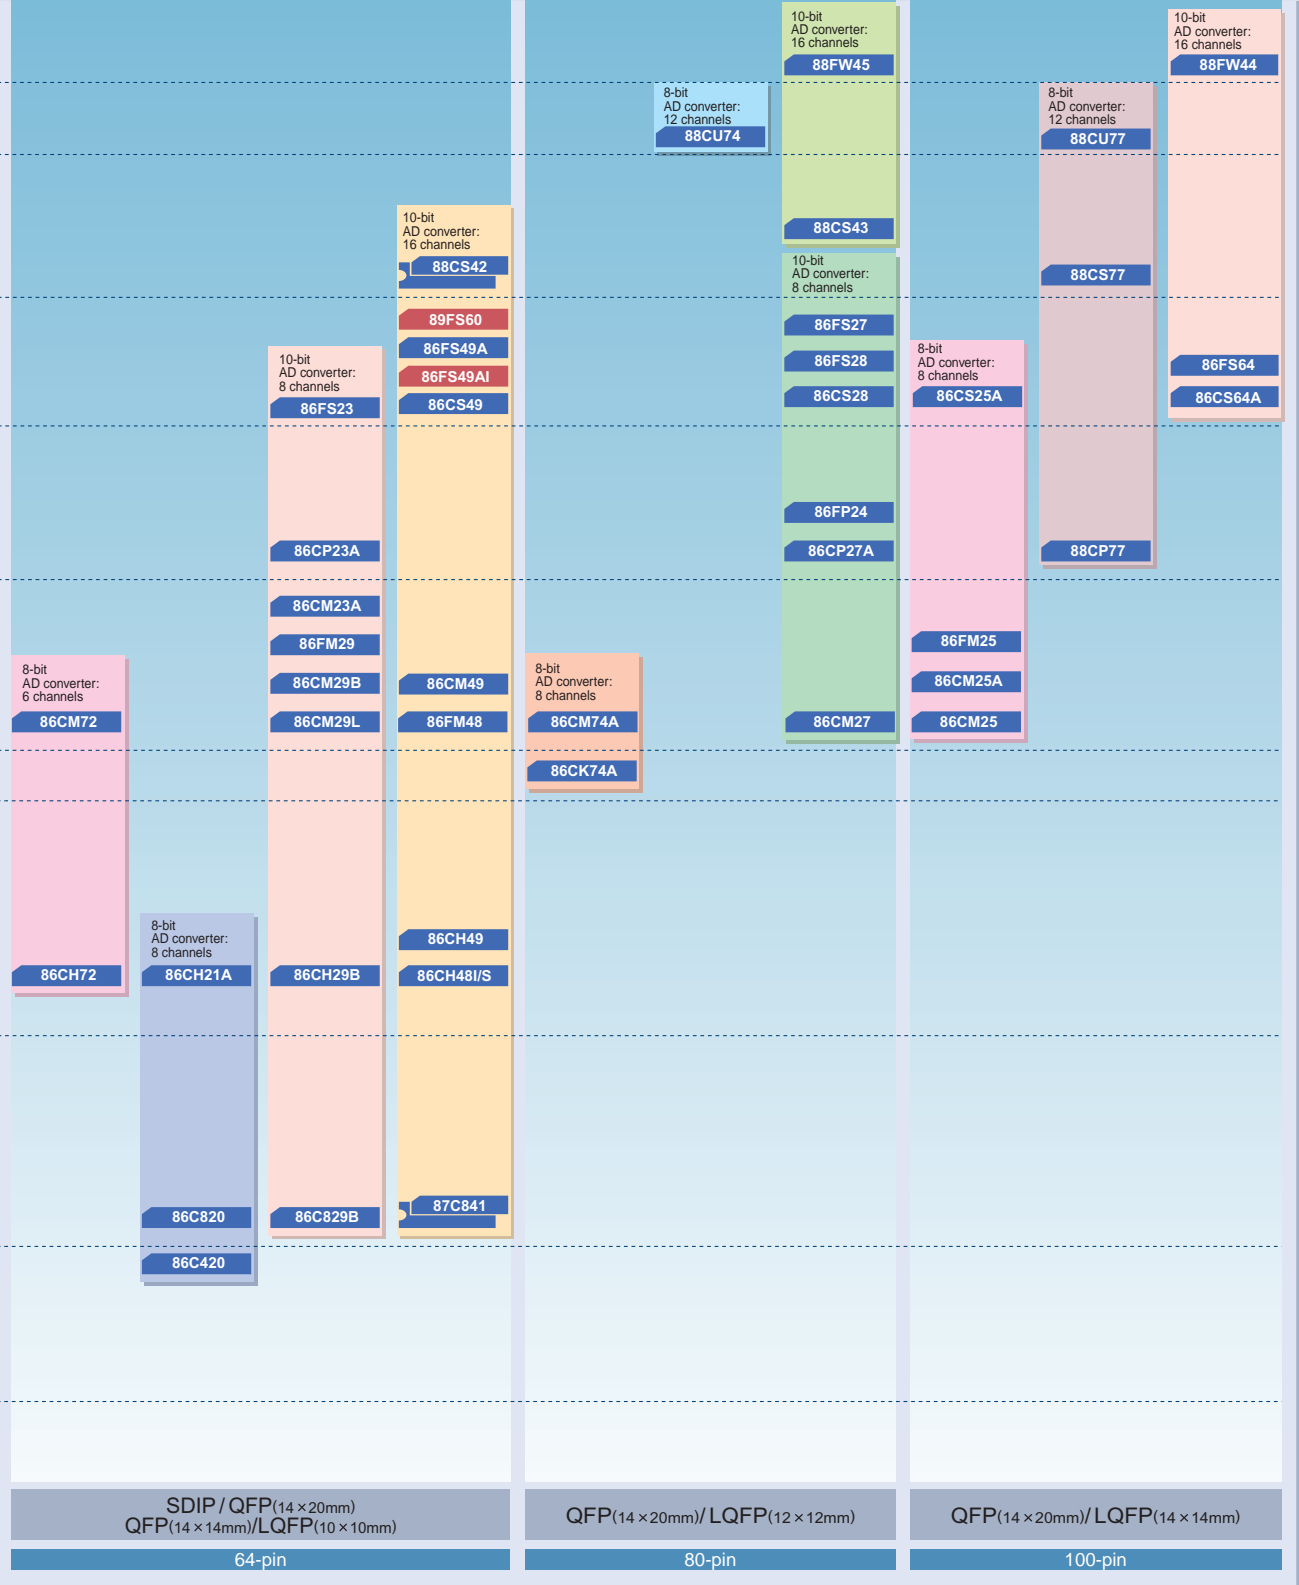 8-bit
AD converter:
6 channels
86CM72
86CH72
8-bit
AD converter:
8 channels
86CH21A
86C820
86C420
10-bit
AD converter:
8 channels
86FS23
86CP23A
86CM23A
86FM29
86CM29B
86CM29L
86CH29B
86C829B
10-bit
AD converter:
16 channels
88CS42
89FS60
86FS49A
86FS49AI
86CS49
86CM49
86FM48
86CH49
86CH48I/S
87C841
8-bit
AD converter:
8 channels
86CM74A
86CK74A
8-bit
AD converter:
12 channels
88CU74
10-bit
AD converter:
16 channels
88FW45
88CS43
10-bit
AD converter:
8 channels
86FS27
86FS28
86CS28
86FP24
86CP27A
86CM27
8-bit
AD converter:
8 channels
86CS25A
86FM25
86CM25A
86CM25
8-bit
AD converter:
12 channels
88CU77
88CS77
88CP77
10-bit
AD converter:
16 channels
88FW44
86FS64
86CS64A
SDIP/QFP(14×20mm)
QFP(14×14mm)/LQFP(10×10mm)
64-pin
QFP(14×20mm)/LQFP(12×12mm)
80-pin
QFP(14×20mm)/LQFP(14×14mm)
100-pin